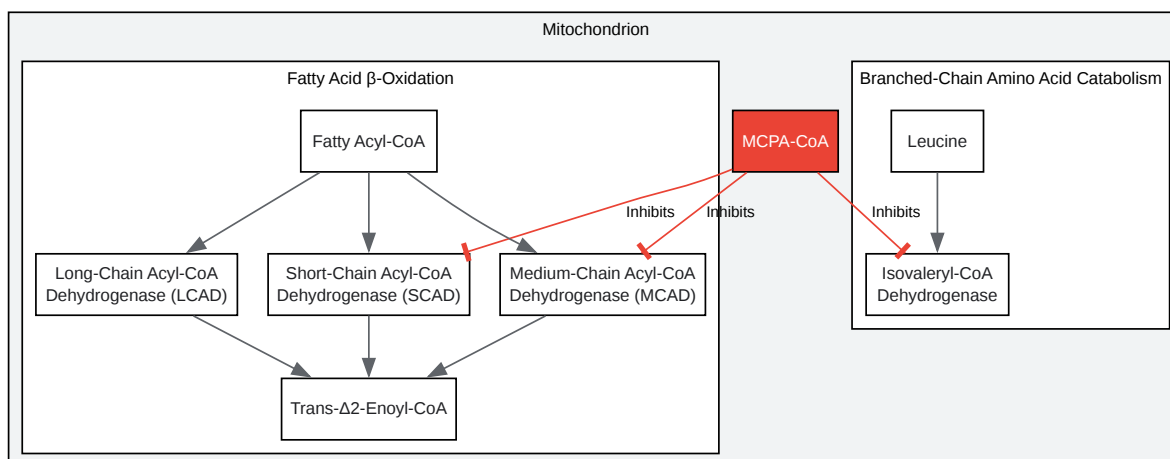 Mitochondrion
Fatty Acid β-Oxidation
Branched-Chain Amino Acid Catabolism
Fatty Acyl-CoA
MCPA-CoA
Leucine
Inhibits
Inhibits
Inhibits
Long-Chain Acyl-CoA
Dehydrogenase (LCAD)
Short-Chain Acyl-CoA
Dehydrogenase (SCAD)
Medium-Chain Acyl-CoA
Dehydrogenase (MCAD)
Isovaleryl-CoA
Dehydrogenase
Trans-Δ2-Enoyl-CoA